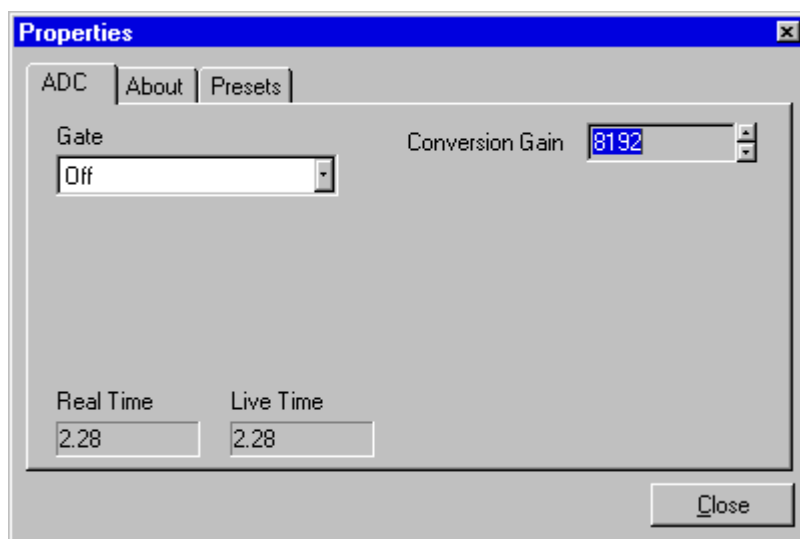 Properties
ADC About Presets
Gate
Conversion Gain 8192
Off
Real Time Live Time
2.28 2.28
Close